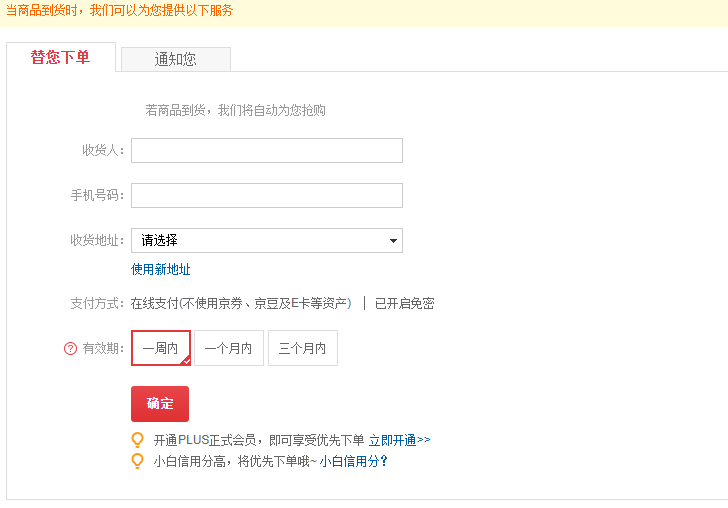 当商品到货时，我们可以为您提供以下服务
替您下单 通知您
若商品到货，我们将自动为您抢购
收货人：
手机号码：
收货地址： 请选择
使用新地址
支付方式： 在线支付(不使用京券、京豆及E卡等资产) | 已开启免密
? 有效期： 一周内 一个月内 三个月内
确定
开通PLUS正式会员，即可享受优先下单 立即开通>>
小白信用分高，将优先下单哦~ 小白信用分?